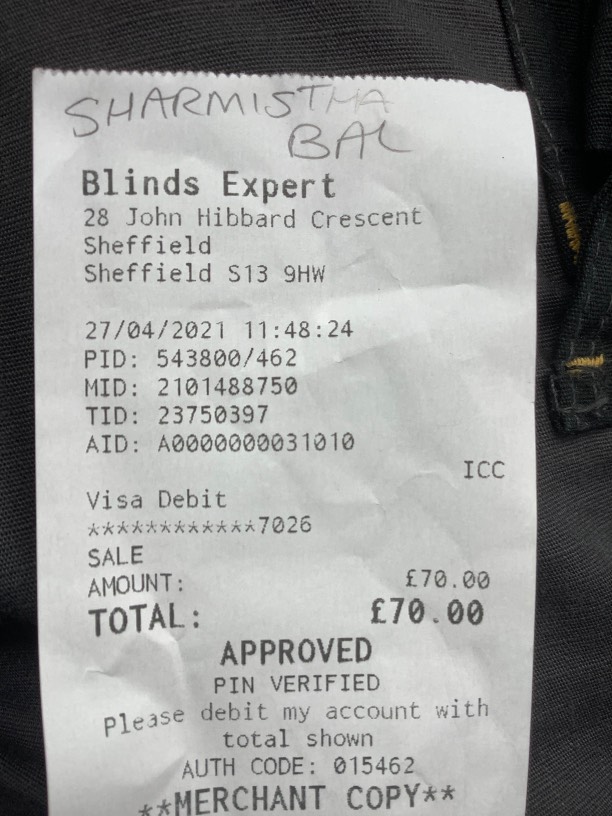 SHARMISTHA
BAL
Blinds Expert
28 John Hibbard Crescent
Sheffield
Sheffield S13 9HW
27/04/2021 11:48:24
PID: 543800/462
MID: 2101488750
TID: 23750397
AID: A0000000031010
ICC
Visa Debit
************7026
SALE
AMOUNT: £70.00
TOTAL: £70.00
APPROVED
PIN VERIFIED
Please debit my account with
total shown
AUTH CODE: 015462
**MERCHANT COPY**